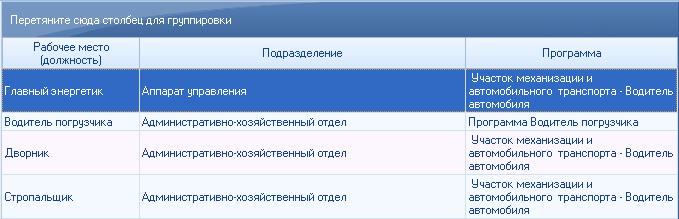 Перетяните сюда столбец для группировки
Рабочее место
(должность)
Подразделение
Программа
Главный энергетик
Аппарат управления
Участок механизации и
автомобильного транспорта - Водитель
автомобиля
Водитель погрузчика
Административно-хозяйственный отдел
Программа Водитель погрузчика
Дворник
Административно-хозяйственный отдел
Участок механизации и
автомобильного транспорта - Водитель
автомобиля
Стропальщик
Административно-хозяйственный отдел
Участок механизации и
автомобильного транспорта - Водитель
автомобиля